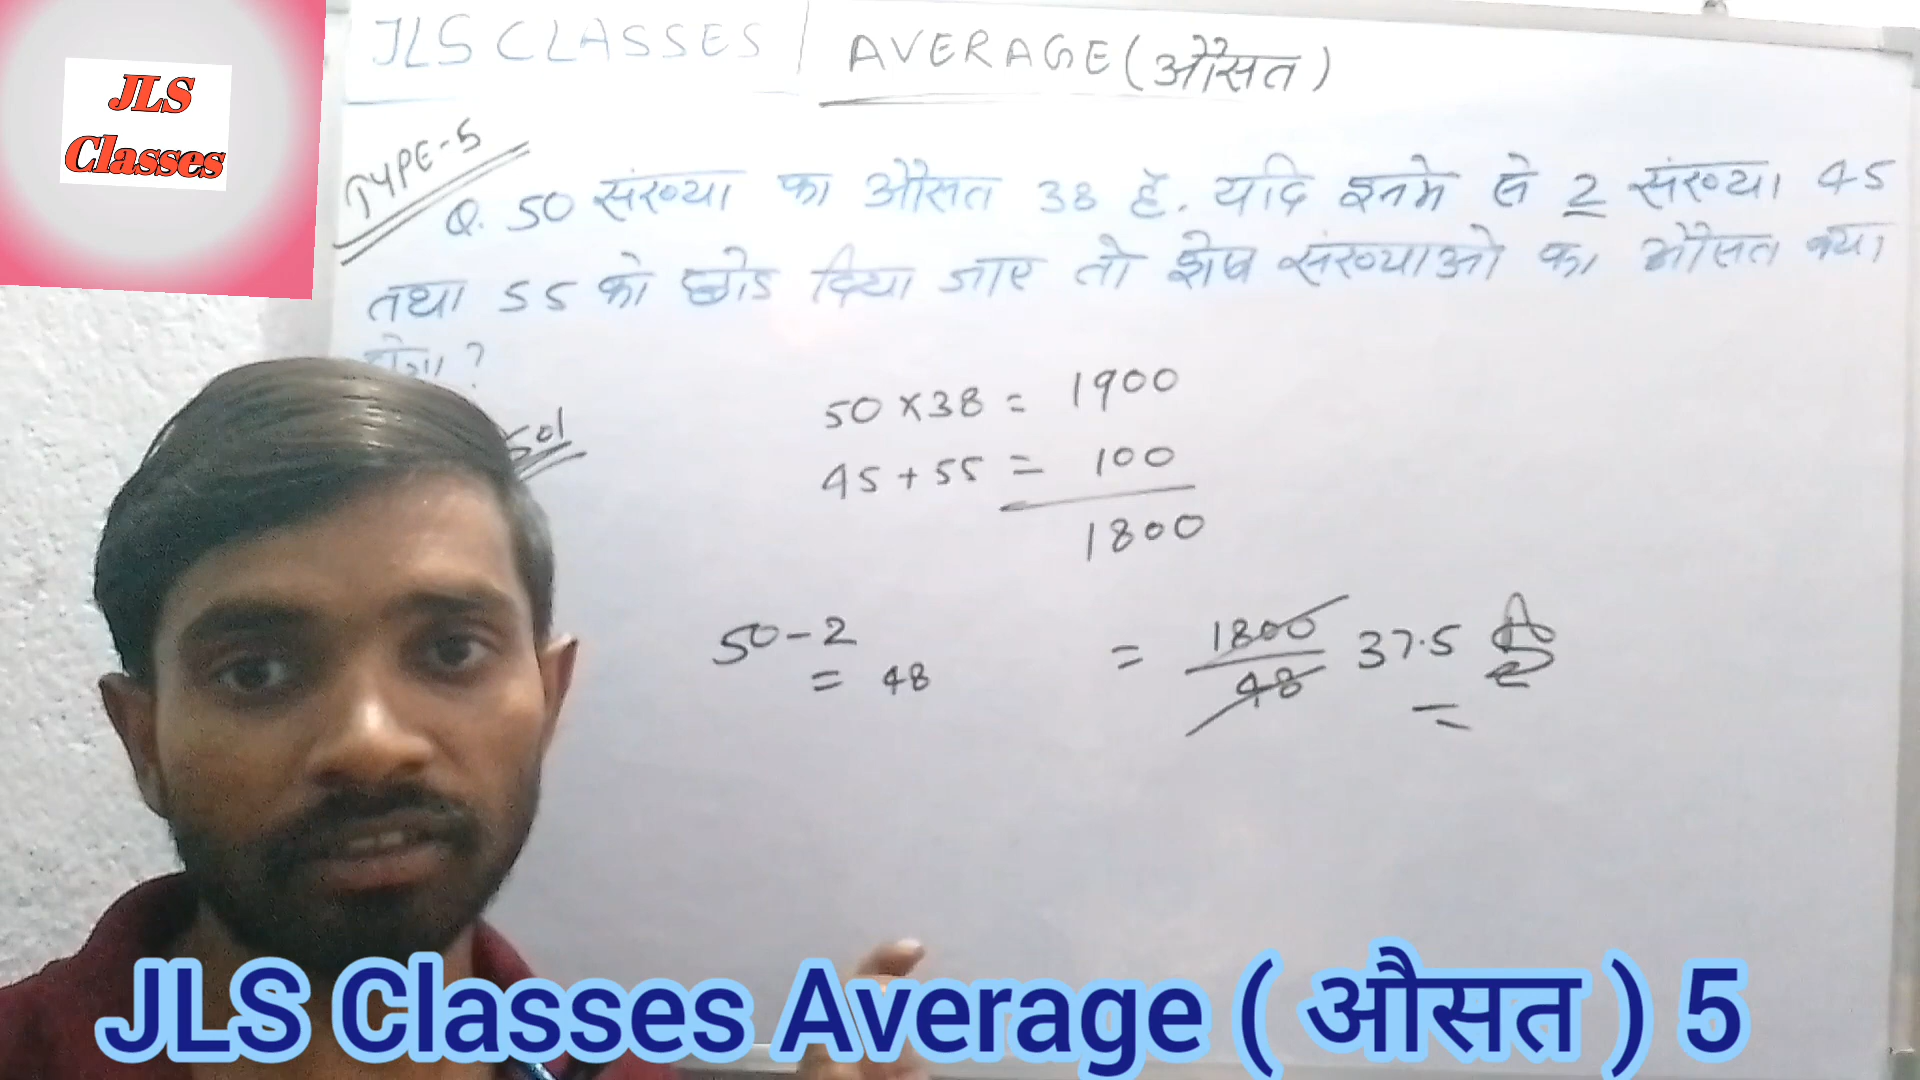 JLS
Classes
JLS CLASSES | AVERAGE (औसत)
TYPE-5
Q. 50 संख्या का औसत 38 है. यदि इनमे से 2 संख्या 45
तथा 55 को छोड दिया जाए तो शेष संख्याओ का औसत क्या
होगा ?
Sol
50 × 38 = 1900
45 + 55 = 100
1800
50 - 2
= 48
= 1800/48 37.5
JLS Classes Average ( औसत ) 5